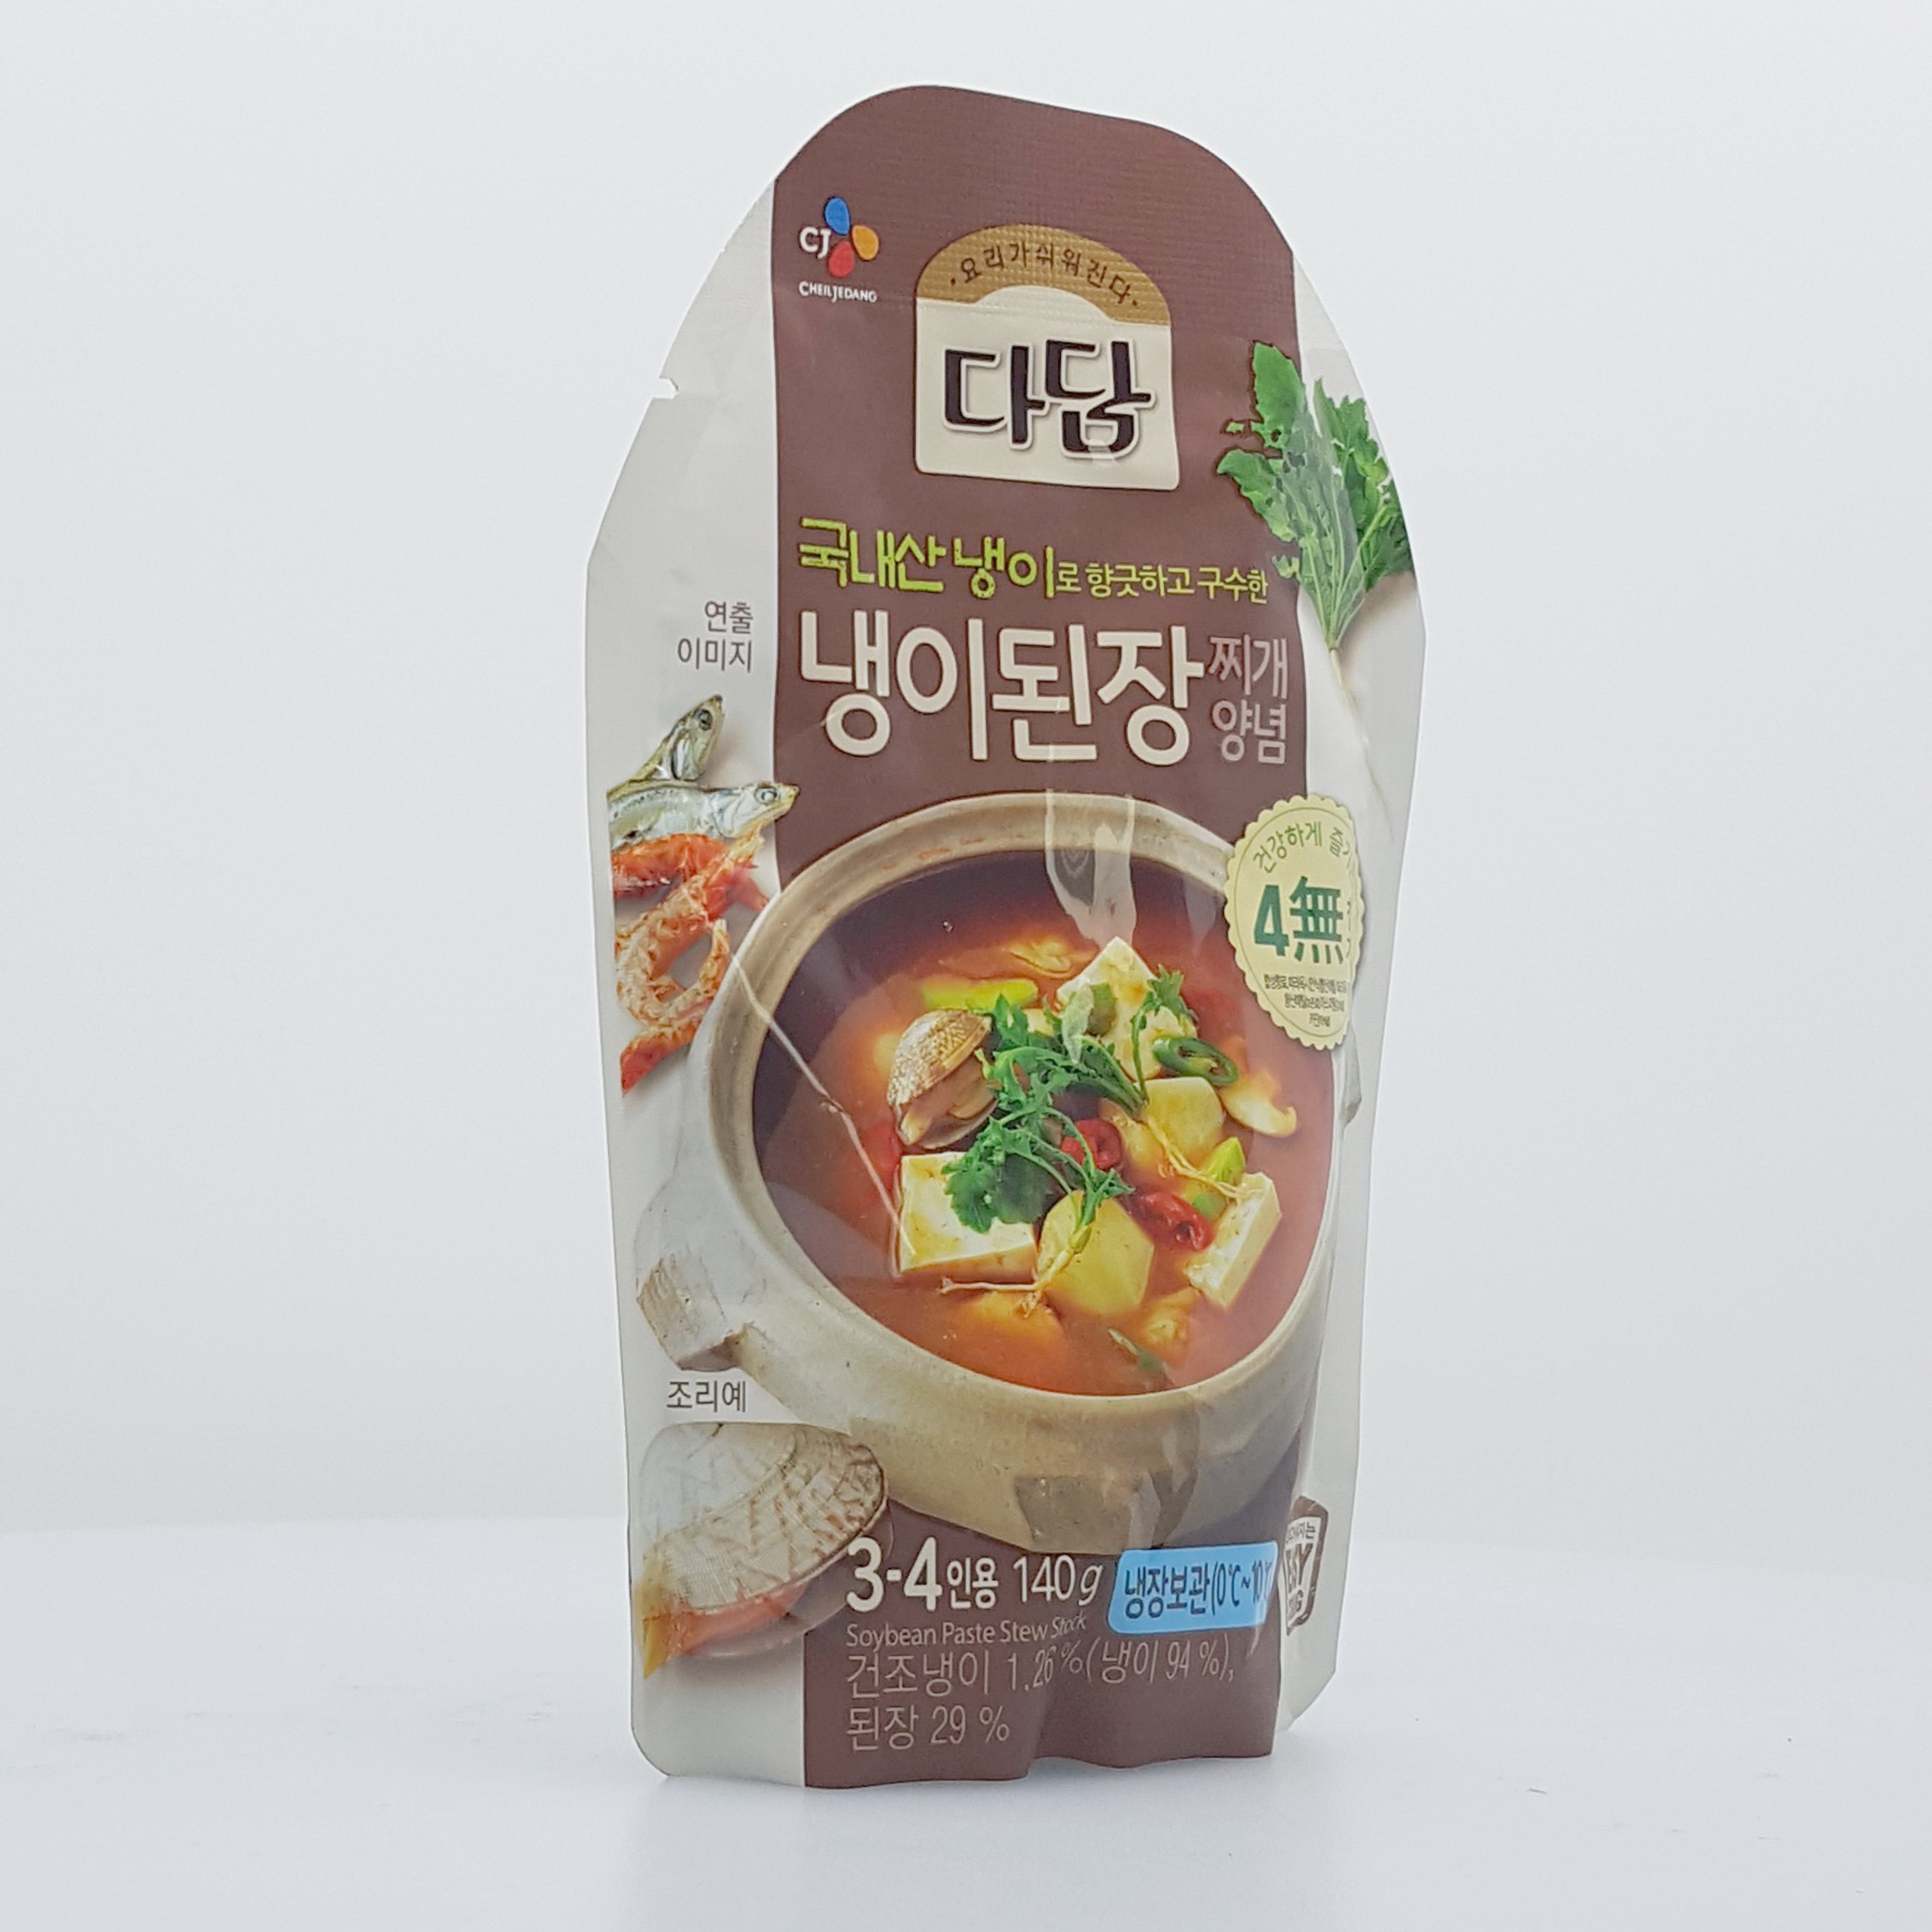 CJ
CHEILJEDANG
·요리가쉬워진다·
다담
국내산 냉이로 향긋하고 구수한
냉이된장 찌개
양념
연출
이미지
건강하게
4無
조리예
3-4인용 140g 냉장보관(0℃~10
Soybean Paste Stew Stock
건조냉이 1.26 %(냉이 94 %),
된장 29 %